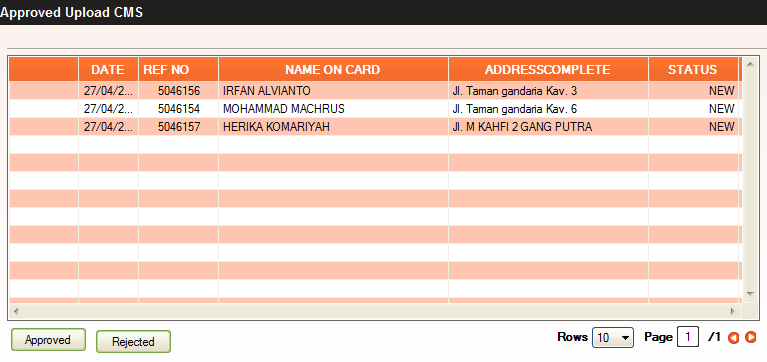 Approved Upload CMS
DATE REF NO NAME ON CARD ADDRESSCOMPLETE STATUS
27/04/2... 5046156 IRFAN ALVIANTO Jl. Taman gandaria Kav. 3 NEW
27/04/2... 5046154 MOHAMMAD MACHRUS Jl. Taman gandaria Kav. 6 NEW
27/04/2... 5046157 HERIKA KOMARIYAH Jl. M KAHFI 2 GANG PUTRA NEW
Approved Rejected Rows 10 Page 1 /1